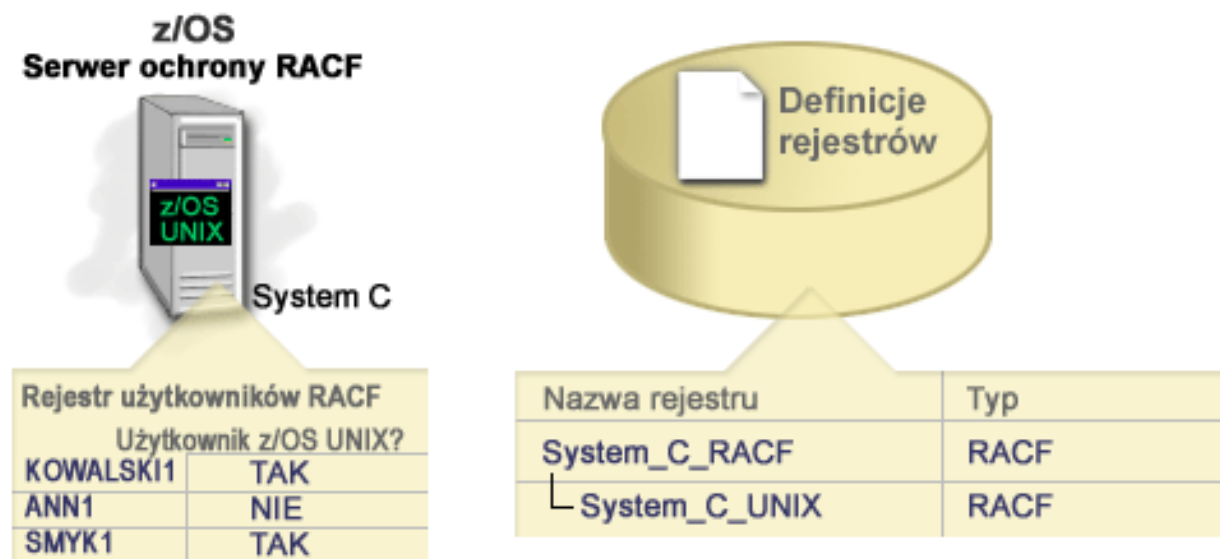 z/OS
Serwer ochrony RACF
z/OS
UNIX
System C
Rejestr użytkowników RACF
Użytkownik z/OS UNIX?
KOWALSKI1 TAK
ANN1 NIE
SMYK1 TAK
Definicje
rejestrów
Nazwa rejestru Typ
System_C_RACF RACF
System_C_UNIX RACF